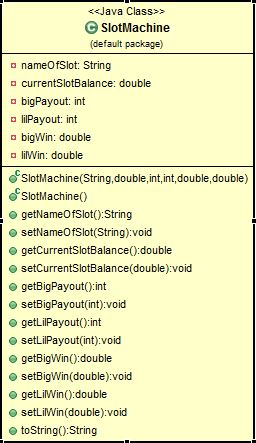 <<Java Class>>
SlotMachine
(default package)
nameOfSlot: String
currentSlotBalance: double
bigPayout: int
lilPayout: int
bigWin: double
lilWin: double
SlotMachine(String,double,int,int,double,double)
SlotMachine()
getNameOfSlot():String
setNameOfSlot(String):void
getCurrentSlotBalance():double
setCurrentSlotBalance(double):void
getBigPayout():int
setBigPayout(int):void
getLilPayout():int
setLilPayout(int):void
getBigWin():double
setBigWin(double):void
getLilWin():double
setLilWin(double):void
toString():String